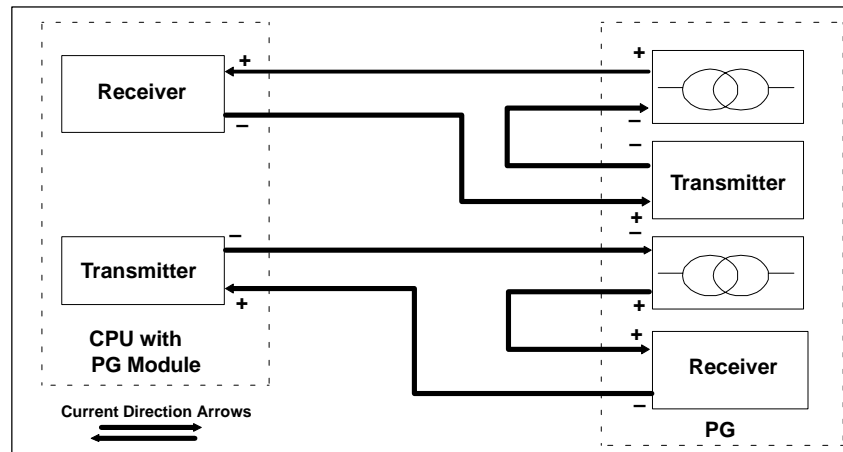 +
+
Receiver
–
–
–
Transmitter
+
–
–
Transmitter
+
+
+
CPU with
PG Module
Receiver
Current Direction Arrows
–
PG